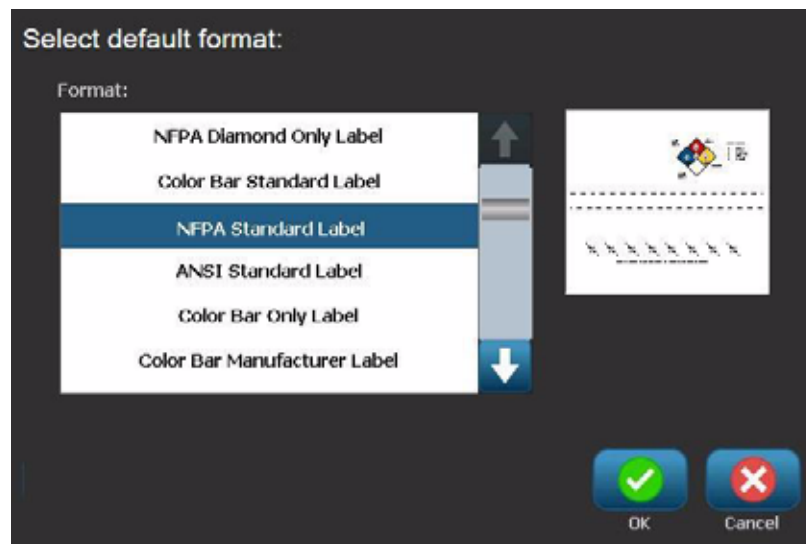 Select default format:
Format:
NFPA Diamond Only Label
Color Bar Standard Label
NFPA Standard Label
ANSI Standard Label
Color Bar Only Label
Color Bar Manufacturer Label
OK
Cancel